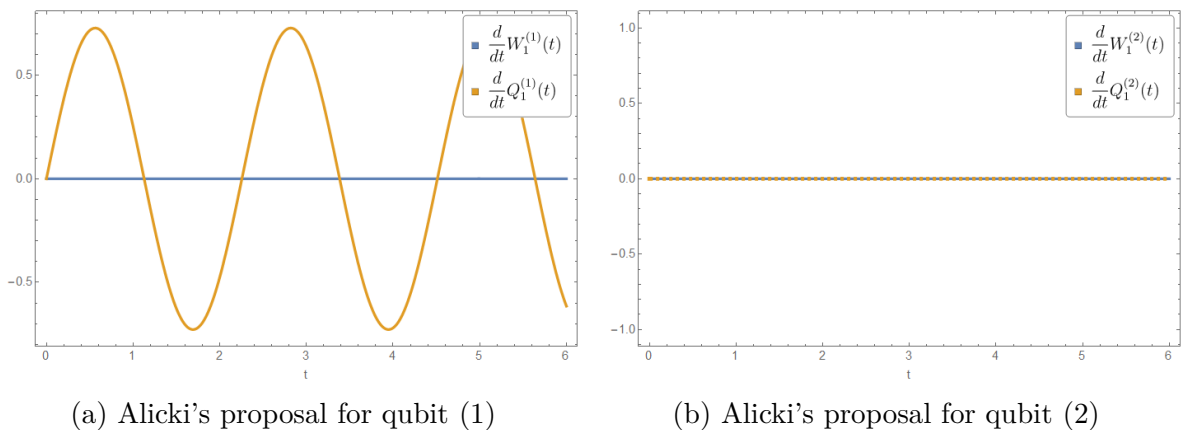 d/dt W_1^{(1)}(t)
d/dt Q_1^{(1)}(t)
0.5
0.0
−0.5
0 1 2 3 4 5 6
t
(a) Alicki's proposal for qubit (1)
d/dt W_1^{(2)}(t)
d/dt Q_1^{(2)}(t)
1.0
0.5
0.0
−0.5
−1.0
0 1 2 3 4 5 6
t
(b) Alicki's proposal for qubit (2)